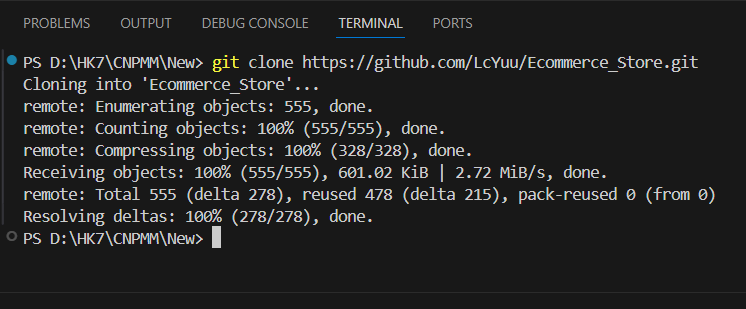 PROBLEMS OUTPUT DEBUG CONSOLE TERMINAL PORTS
PS D:\HK7\CNPMM\New> git clone https://github.com/LcYuu/Ecommerce_Store.git
Cloning into 'Ecommerce_Store'...
remote: Enumerating objects: 555, done.
remote: Counting objects: 100% (555/555), done.
remote: Compressing objects: 100% (328/328), done.
Receiving objects: 100% (555/555), 601.02 KiB | 2.72 MiB/s, done.
remote: Total 555 (delta 278), reused 478 (delta 215), pack-reused 0 (from 0)
Resolving deltas: 100% (278/278), done.
PS D:\HK7\CNPMM\New>